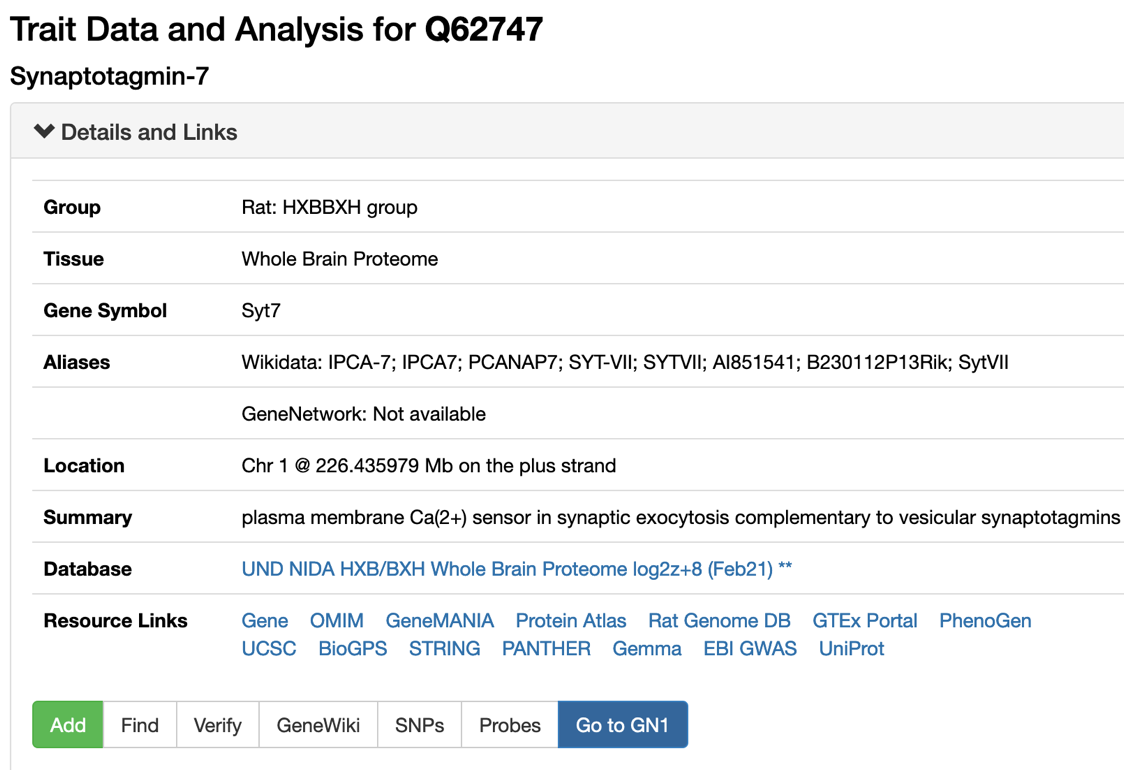 Trait Data and Analysis for Q62747
Synaptotagmin-7
Details and Links
Group Rat: HXBBXH group
Tissue Whole Brain Proteome
Gene Symbol Syt7
Aliases Wikidata: IPCA-7; IPCA7; PCANAP7; SYT-VII; SYTVII; AI851541; B230112P13Rik; SytVII
GeneNetwork: Not available
Location Chr 1 @ 226.435979 Mb on the plus strand
Summary plasma membrane Ca(2+) sensor in synaptic exocytosis complementary to vesicular synaptotagmins
Database UND NIDA HXB/BXH Whole Brain Proteome log2z+8 (Feb21) **
Resource Links Gene OMIM GeneMANIA Protein Atlas Rat Genome DB GTEx Portal PhenoGen
UCSC BioGPS STRING PANTHER Gemma EBI GWAS UniProt
Add Find Verify GeneWiki SNPs Probes Go to GN1